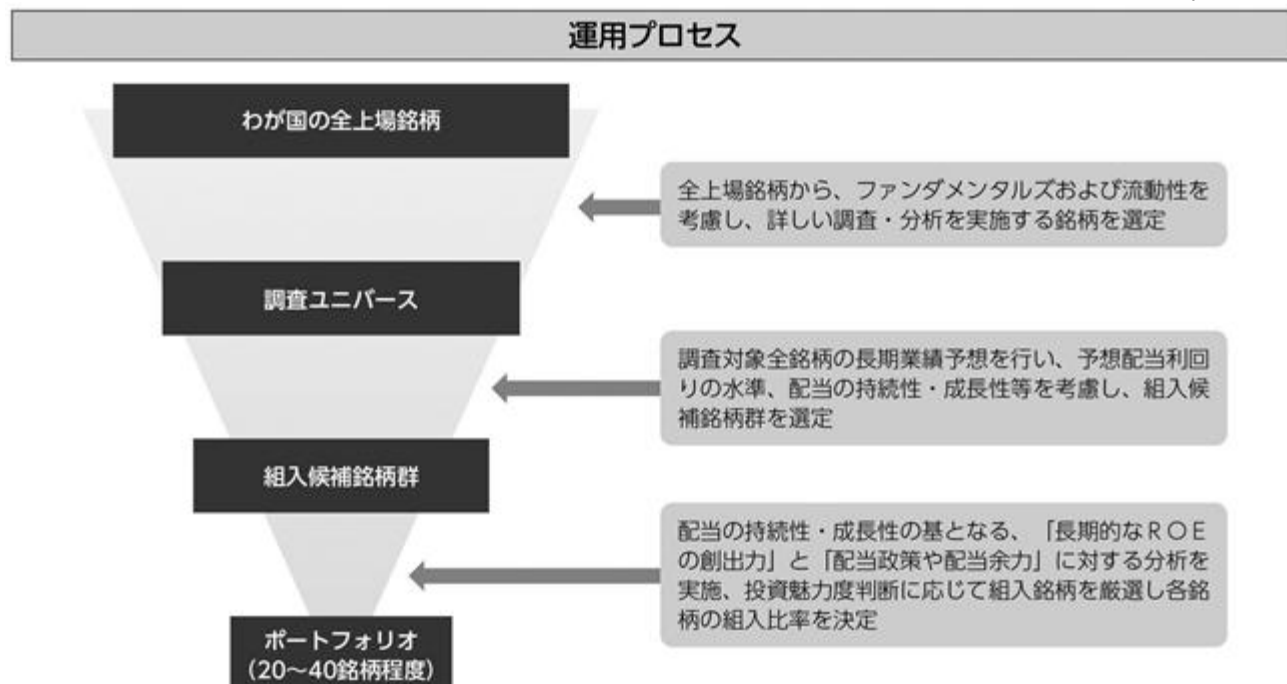 運用プロセス
わが国の全上場銘柄
全上場銘柄から、ファンダメンタルズおよび流動性を
考慮し、詳しい調査・分析を実施する銘柄を選定
調査ユニバース
調査対象全銘柄の長期業績予想を行い、予想配当利回
りの水準、配当の持続性・成長性等を考慮し、組入候
補銘柄群を選定
組入候補銘柄群
配当の持続性・成長性の基となる、「長期的なＲＯＥ
の創出力」と「配当政策や配当余力」に対する分析を
実施、投資魅力度判断に応じて組入銘柄を厳選し各銘
柄の組入比率を決定
ポートフォリオ
（20～40銘柄程度）